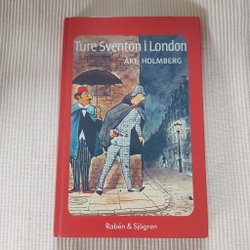 Ture Sventon i London
ÅKE HOLMBERG
Rabén & Sjögren